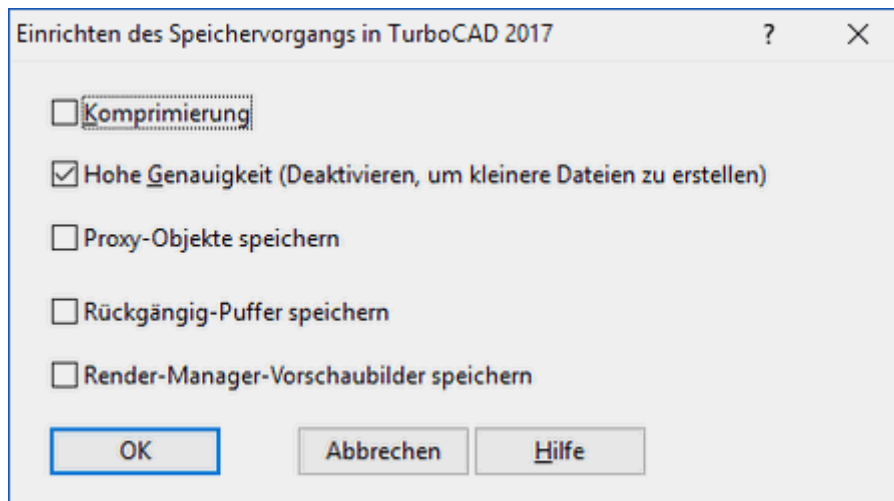 Einrichten des Speichervorgangs in TurboCAD 2017 ?
Komprimierung
Hohe Genauigkeit (Deaktivieren, um kleinere Dateien zu erstellen)
Proxy-Objekte speichern
Rückgängig-Puffer speichern
Render-Manager-Vorschaubilder speichern
OK Abbrechen Hilfe